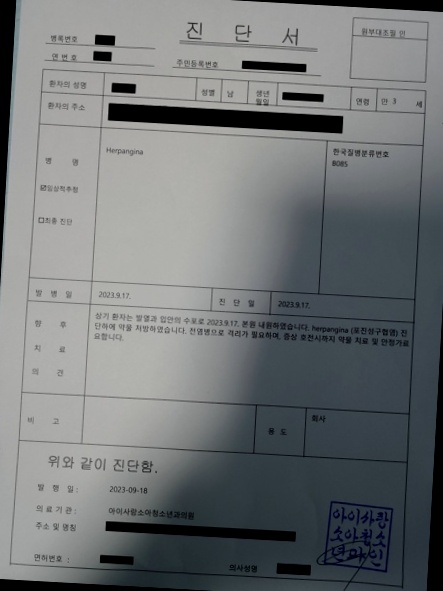 진 단 서
원부대조필 인
병록번호
연 번 호
주민등록번호
환자의 성명
성별 남
생년
월일
연령 만 3 세
환자의 주소
병 명
Herpangina
한국질병분류번호
B085
☑임상적추정
☐최종 진단
발 병 일 2023.9.17. 진 단 일 2023.9.17.
향 후
치 료
의 견
상기 환자는 발열과 입안의 수포로 2023.9.17. 본원 내원하였습니다. herpangina (포진성구협염) 진
단하에 약물 처방하였습니다. 전염병으로 격리가 필요하며, 증상 호전시까지 약물 치료 및 안정가료
요합니다.
비 고
용 도
회사
위와 같이 진단함.
발 행 일 : 2023-09-18
의 료 기 관 : 아이사랑소아청소년과의원
주소 및 명칭
면허번호 :
의사성명
아이사랑
소아청소
년과의인